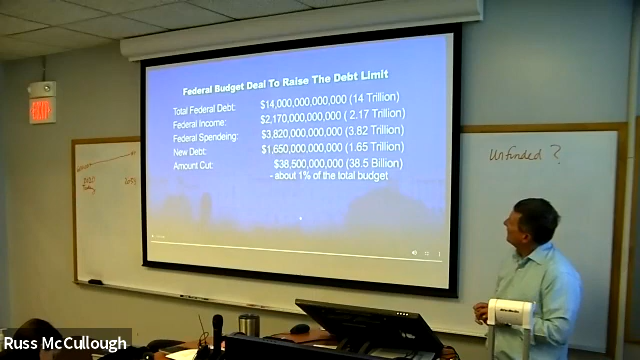 Federal Budget Deal To Raise The Debt Limit
Total Federal Debt: $14,000,000,000,000 (14 Trillion)
Federal Income: $2,170,000,000,000 ( 2.17 Trillion)
Federal Spendeing: $3,820,000,000,000 (3.82 Trillion)
New Debt: $1,650,000,000,000 (1.65 Trillion)
Amount Cut: $38,500,000,000 (38.5 Billion)
- about 1% of the total budget
Unfunded ?
EXIT
Russ McCullough